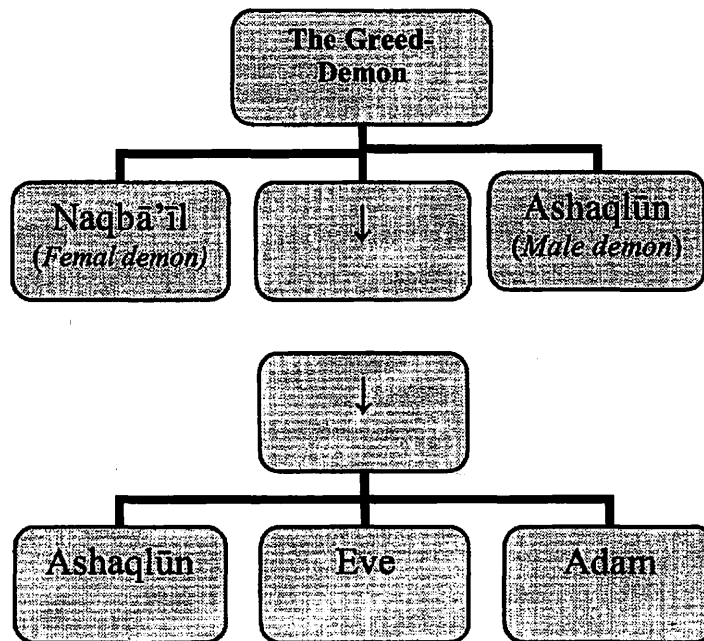 The Greed-
Demon
Naqbā'īl
(Femal demon)
↓
Ashaqlūn
(Male demon)
↓
Ashaqlūn
Eve
Adam